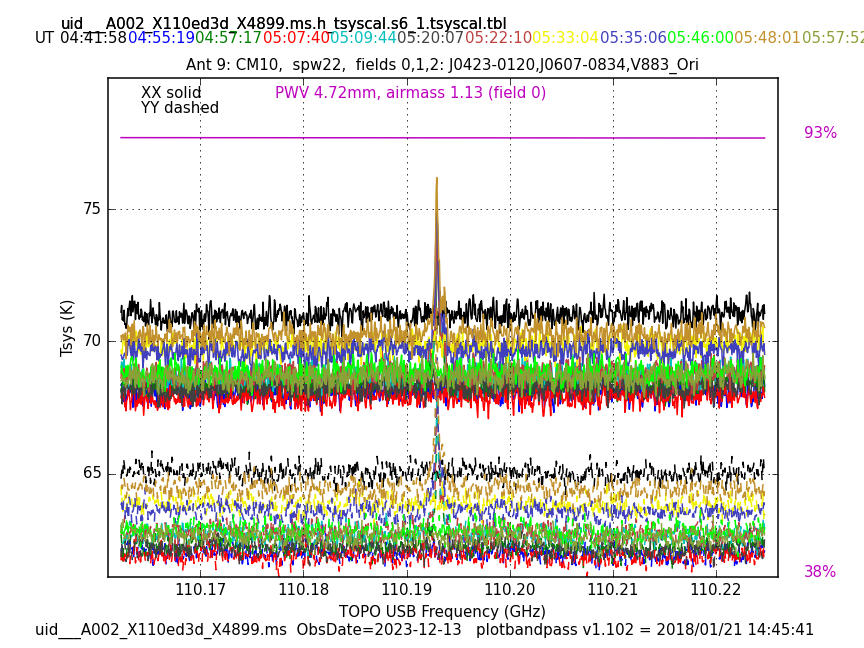 uid___A002_X110ed3d_X4899.ms.h_tsyscal.s6_1.tsyscal.tbl
UT 04:41:58 04:55:19 04:57:17 05:07:40 05:09:44 05:20:07 05:22:10 05:33:04 05:35:06 05:46:00 05:48:01 05:57:52
Ant 9: CM10,  spw22,  fields 0,1,2: J0423-0120,J0607-0834,V883_Ori
XX solid
PWV 4.72mm, airmass 1.13 (field 0)
YY dashed
93%
75
70
65
Tsys (K)
38%
110.17 110.18 110.19 110.20 110.21 110.22
TOPO USB Frequency (GHz)
uid___A002_X110ed3d_X4899.ms  ObsDate=2023-12-13   plotbandpass v1.102 = 2018/01/21 14:45:41